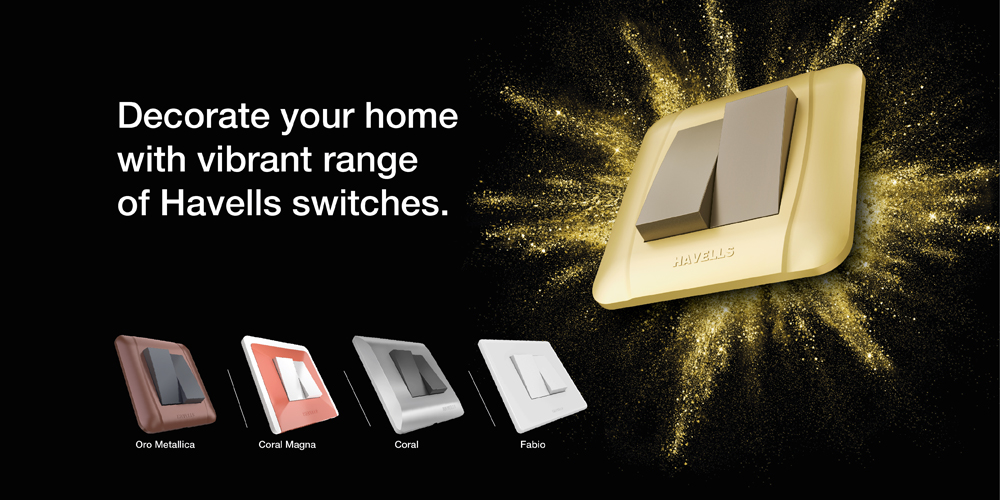 Decorate your home
with vibrant range
of Havells switches.
HAVELLS
Oro Metallica
Coral Magna
Coral
Fabio